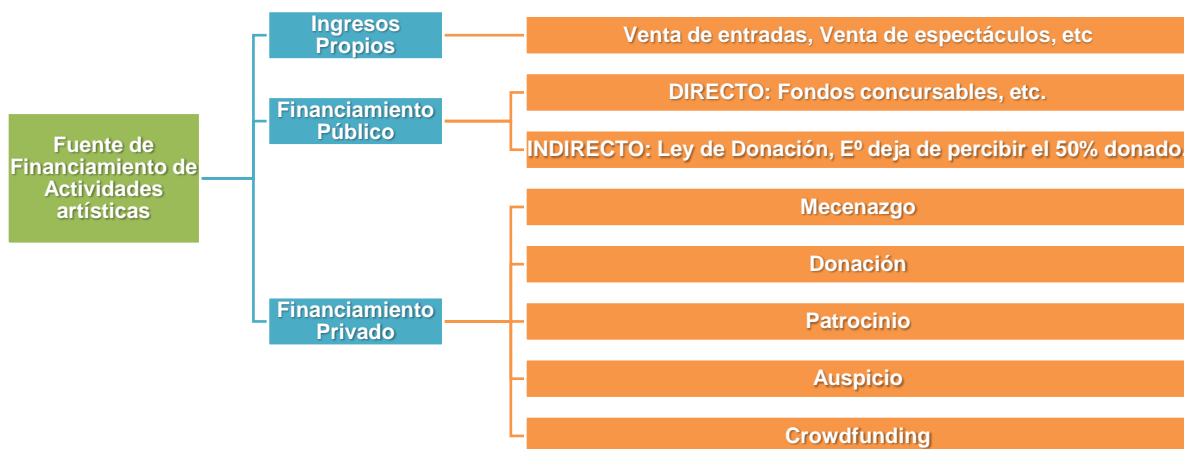 Fuente de
Financiamiento de
Actividades
artísticas
Ingresos
Propios
Venta de entradas, Venta de espectáculos, etc
Financiamiento
Público
DIRECTO: Fondos concursables, etc.
INDIRECTO: Ley de Donación, Eº deja de percibir el 50% donado.
Financiamiento
Privado
Mecenazgo
Donación
Patrocinio
Auspicio
Crowdfunding